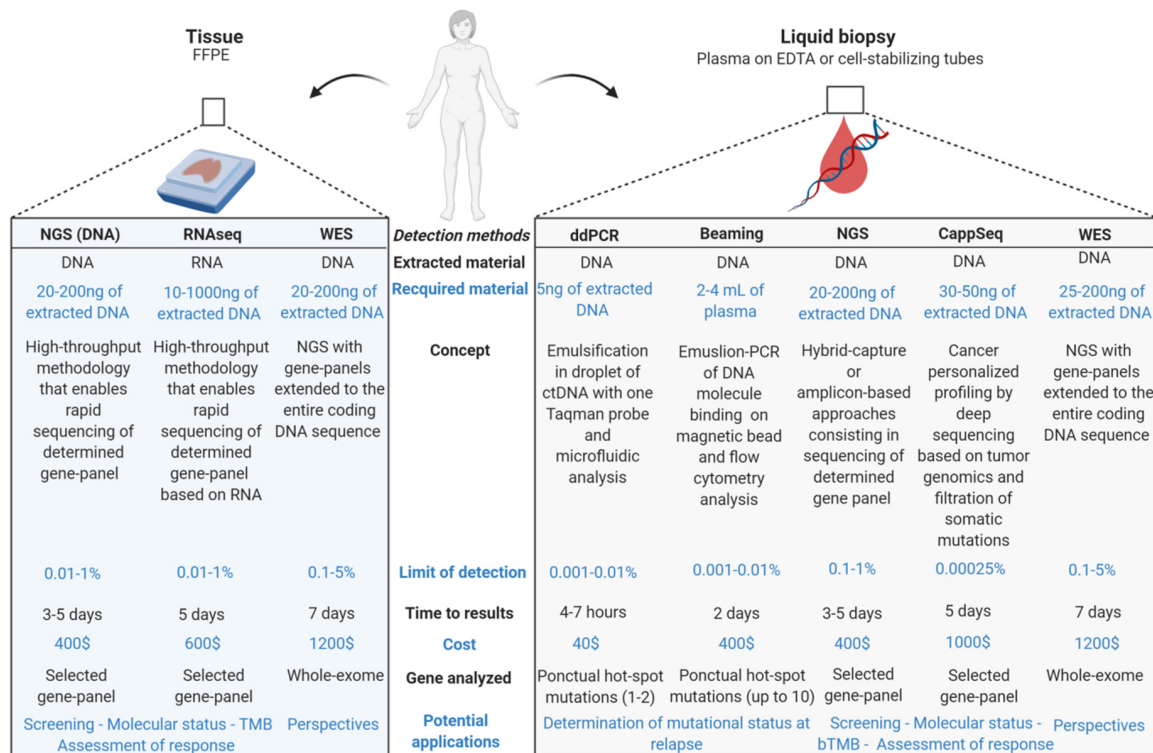 Tissue
FFPE
Liquid biopsy
Plasma on EDTA or cell-stabilizing tubes
NGS (DNA)
RNAseq
WES
Detection methods
ddPCR
Beaming
NGS
CappSeq
WES
DNA
RNA
DNA
Extracted material
DNA
DNA
DNA
DNA
DNA
20-200ng of
extracted DNA
10-1000ng of
extracted DNA
20-200ng of
extracted DNA
Recquired material
5ng of extracted
DNA
2-4 mL of
plasma
20-200ng of
extracted DNA
30-50ng of
extracted DNA
25-200ng of
extracted DNA
High-throughput
methodology
that enables
rapid
sequencing of
determined
gene-panel
High-throughput
methodology
that enables
rapid
sequencing of
determined
gene-panel
based on RNA
NGS with
gene-panels
extended to the
entire coding
DNA sequence
Concept
Emulsification
in droplet of
ctDNA with one
Taqman probe
and
microfluidic
analysis
Emuslion-PCR
of DNA
molecule
binding on
magnetic bead
and flow
cytometry
analysis
Hybrid-capture
or
amplicon-based
approaches
consisting in
sequencing of
determined
gene panel
Cancer
personalized
profiling by
deep
sequencing
based on tumor
genomics and
filtration of
somatic
mutations
NGS with
gene-panels
extended to the
entire coding
DNA sequence
0.01-1%
0.01-1%
0.1-5%
Limit of detection
0.001-0.01%
0.001-0.01%
0.1-1%
0.00025%
0.1-5%
3-5 days
5 days
7 days
Time to results
4-7 hours
2 days
3-5 days
5 days
7 days
400$
600$
1200$
Cost
40$
400$
400$
1000$
1200$
Selected
gene-panel
Selected
gene-panel
Whole-exome
Gene analyzed
Ponctual hot-spot
mutations (1-2)
Ponctual hot-spot
mutations (up to 10)
Selected
gene-panel
Selected
gene-panel
Whole-exome
Screening - Molecular status - TMB
Assessment of response
Perspectives
Potential
applications
Determination of mutational status at
relapse
Screening - Molecular status -
bTMB - Assessment of response
Perspectives